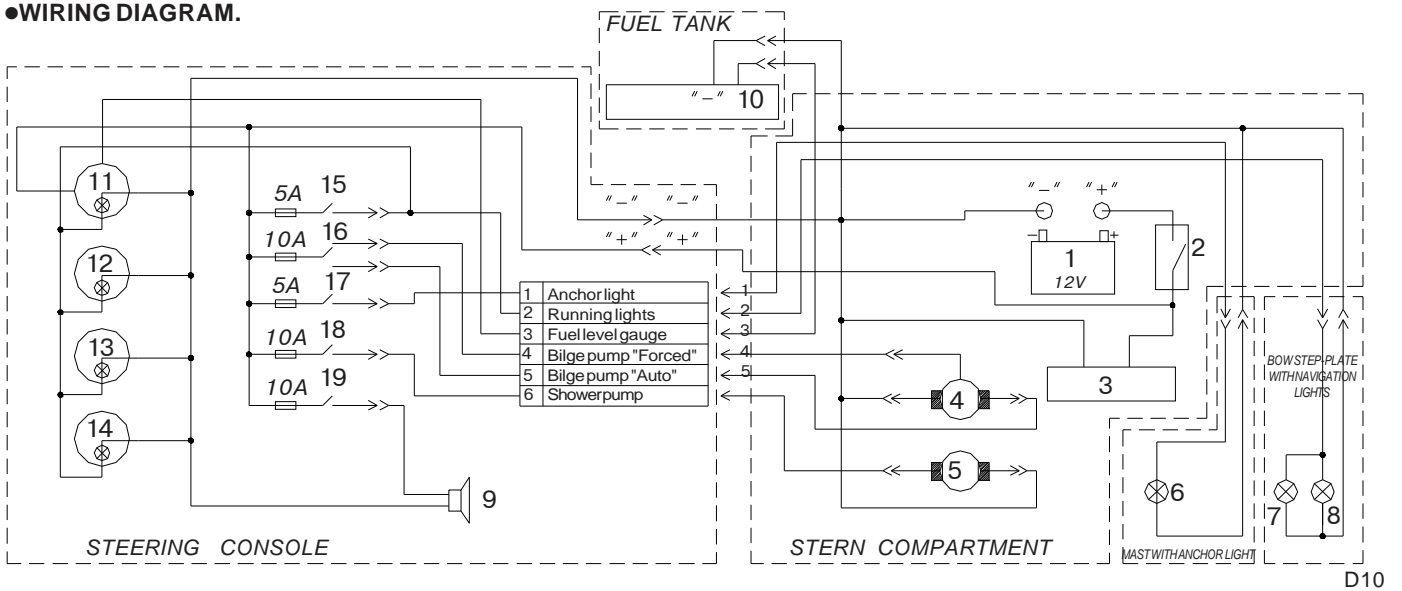 ●WIRING DIAGRAM.
FUEL TANK
"–" 10
11
5A 15
10A 16
12
5A 17
13
10A 18
10A 19
14
9
"–" "–"
"+" "+"
1 Anchor light
2 Running lights
3 Fuel level gauge
4 Bilge pump "Forced"
5 Bilge pump "Auto"
6 Shower pump
1
2
3
4
5
"–" "+"
– +
1
12V
2
3
4
5
6
7
8
BOW STEP-PLATE
WITH NAVIGATION
LIGHTS
STEERING CONSOLE
STERN COMPARTMENT
MAST WITH ANCHOR LIGHT
D10